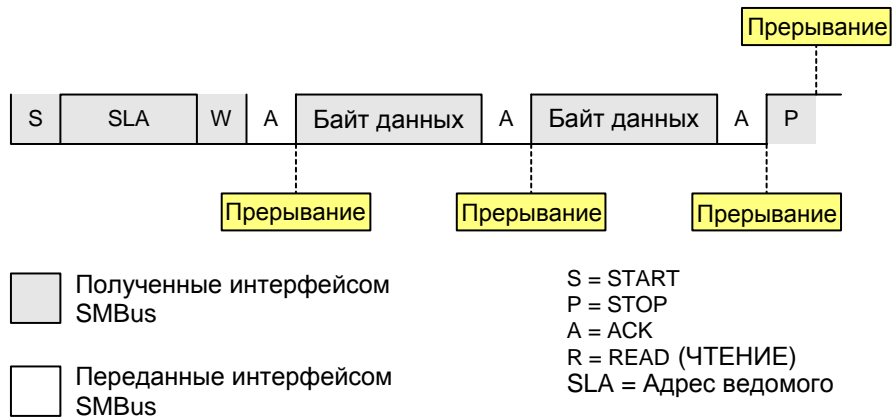 Прерывание
S SLA W A Байт данных A Байт данных A P
Прерывание Прерывание Прерывание
Полученные интерфейсом
SMBus
Переданные интерфейсом
SMBus
S = START
P = STOP
A = ACK
R = READ (ЧТЕНИЕ)
SLA = Адрес ведомого